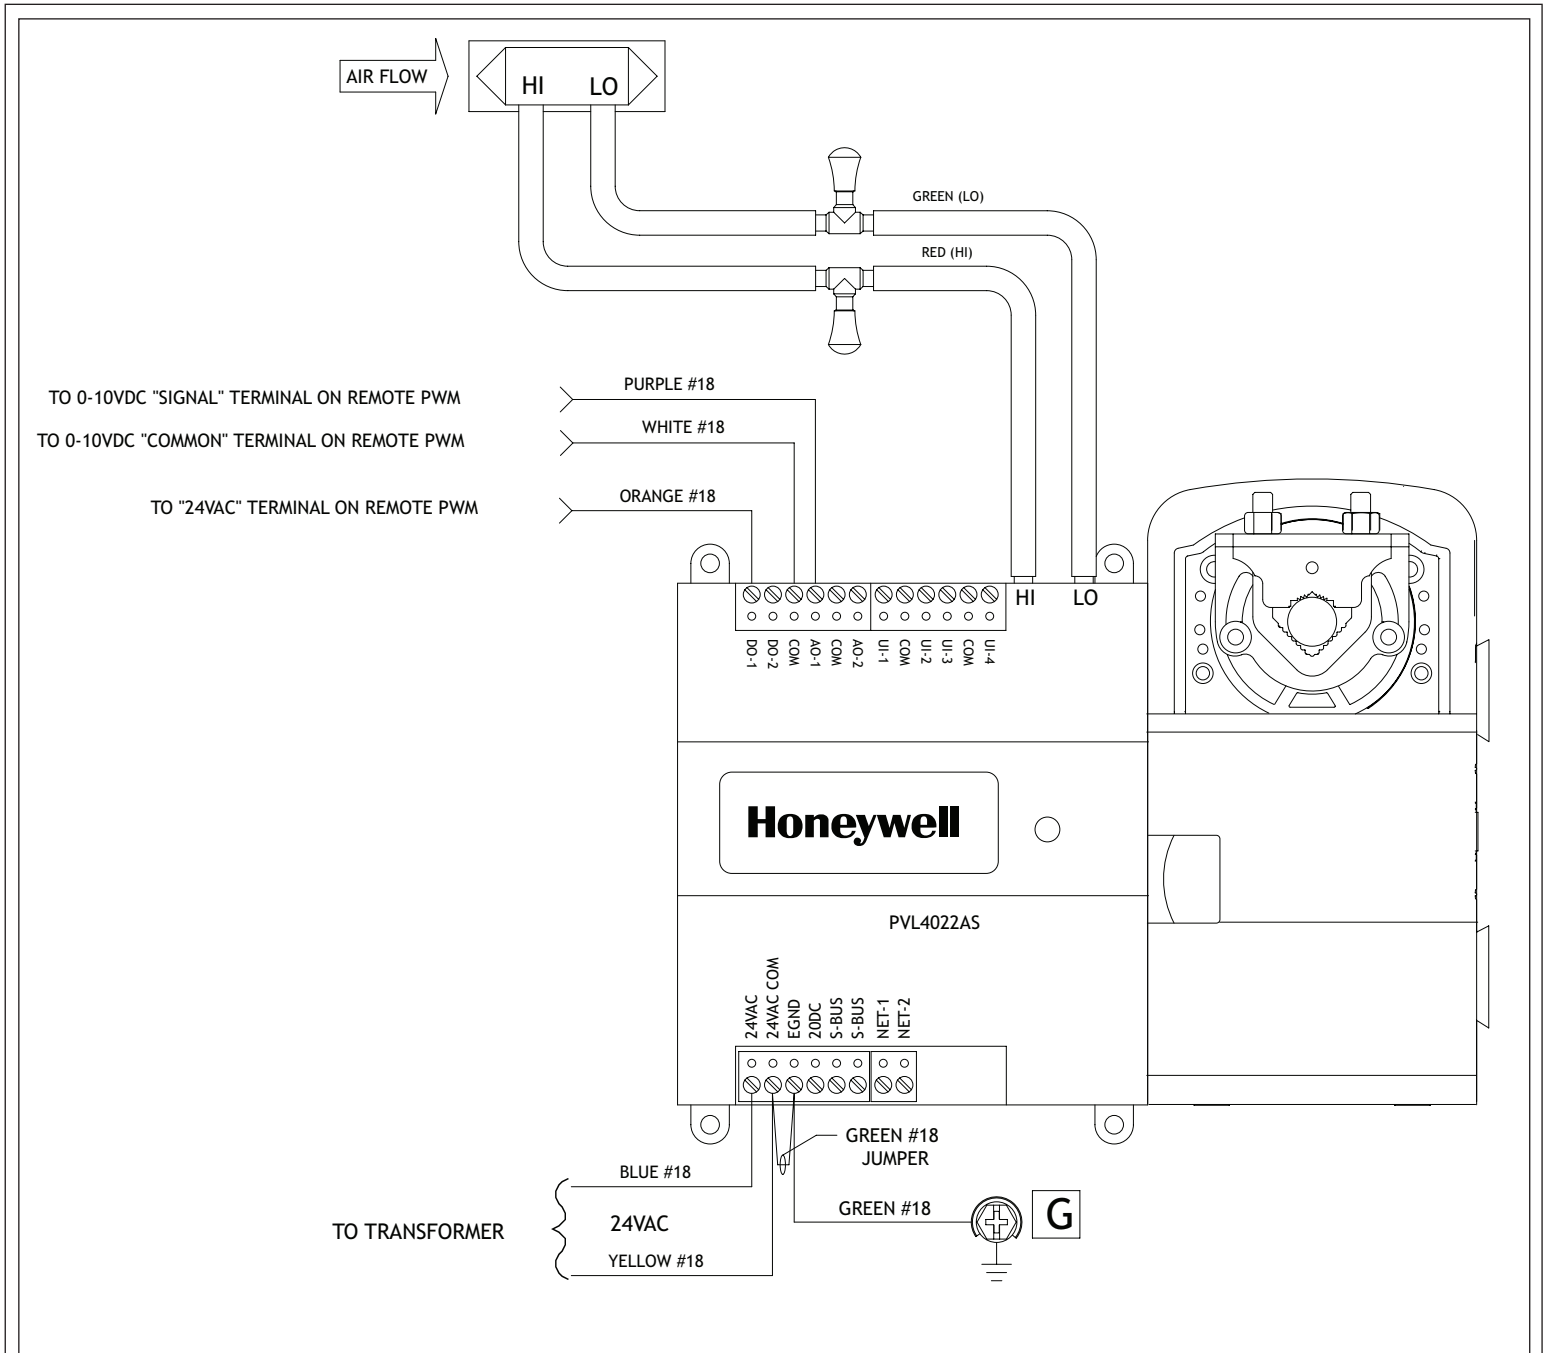 AIR FLOW
HI LO
GREEN (LO)
RED (HI)
PURPLE #18
TO 0-10VDC "SIGNAL" TERMINAL ON REMOTE PWM
WHITE #18
TO 0-10VDC "COMMON" TERMINAL ON REMOTE PWM
ORANGE #18
TO "24VAC" TERMINAL ON REMOTE PWM
HI LO
DO-1
DO-2
COM
AO-1
COM
AO-2
UI-1
COM
UI-2
UI-3
COM
UI-4
Honeywell
PVL4022AS
24VAC
24VAC COM
EGND
20DC
S-BUS
S-BUS
NET-1
NET-2
GREEN #18
JUMPER
BLUE #18
GREEN #18
G
TO TRANSFORMER
24VAC
YELLOW #18